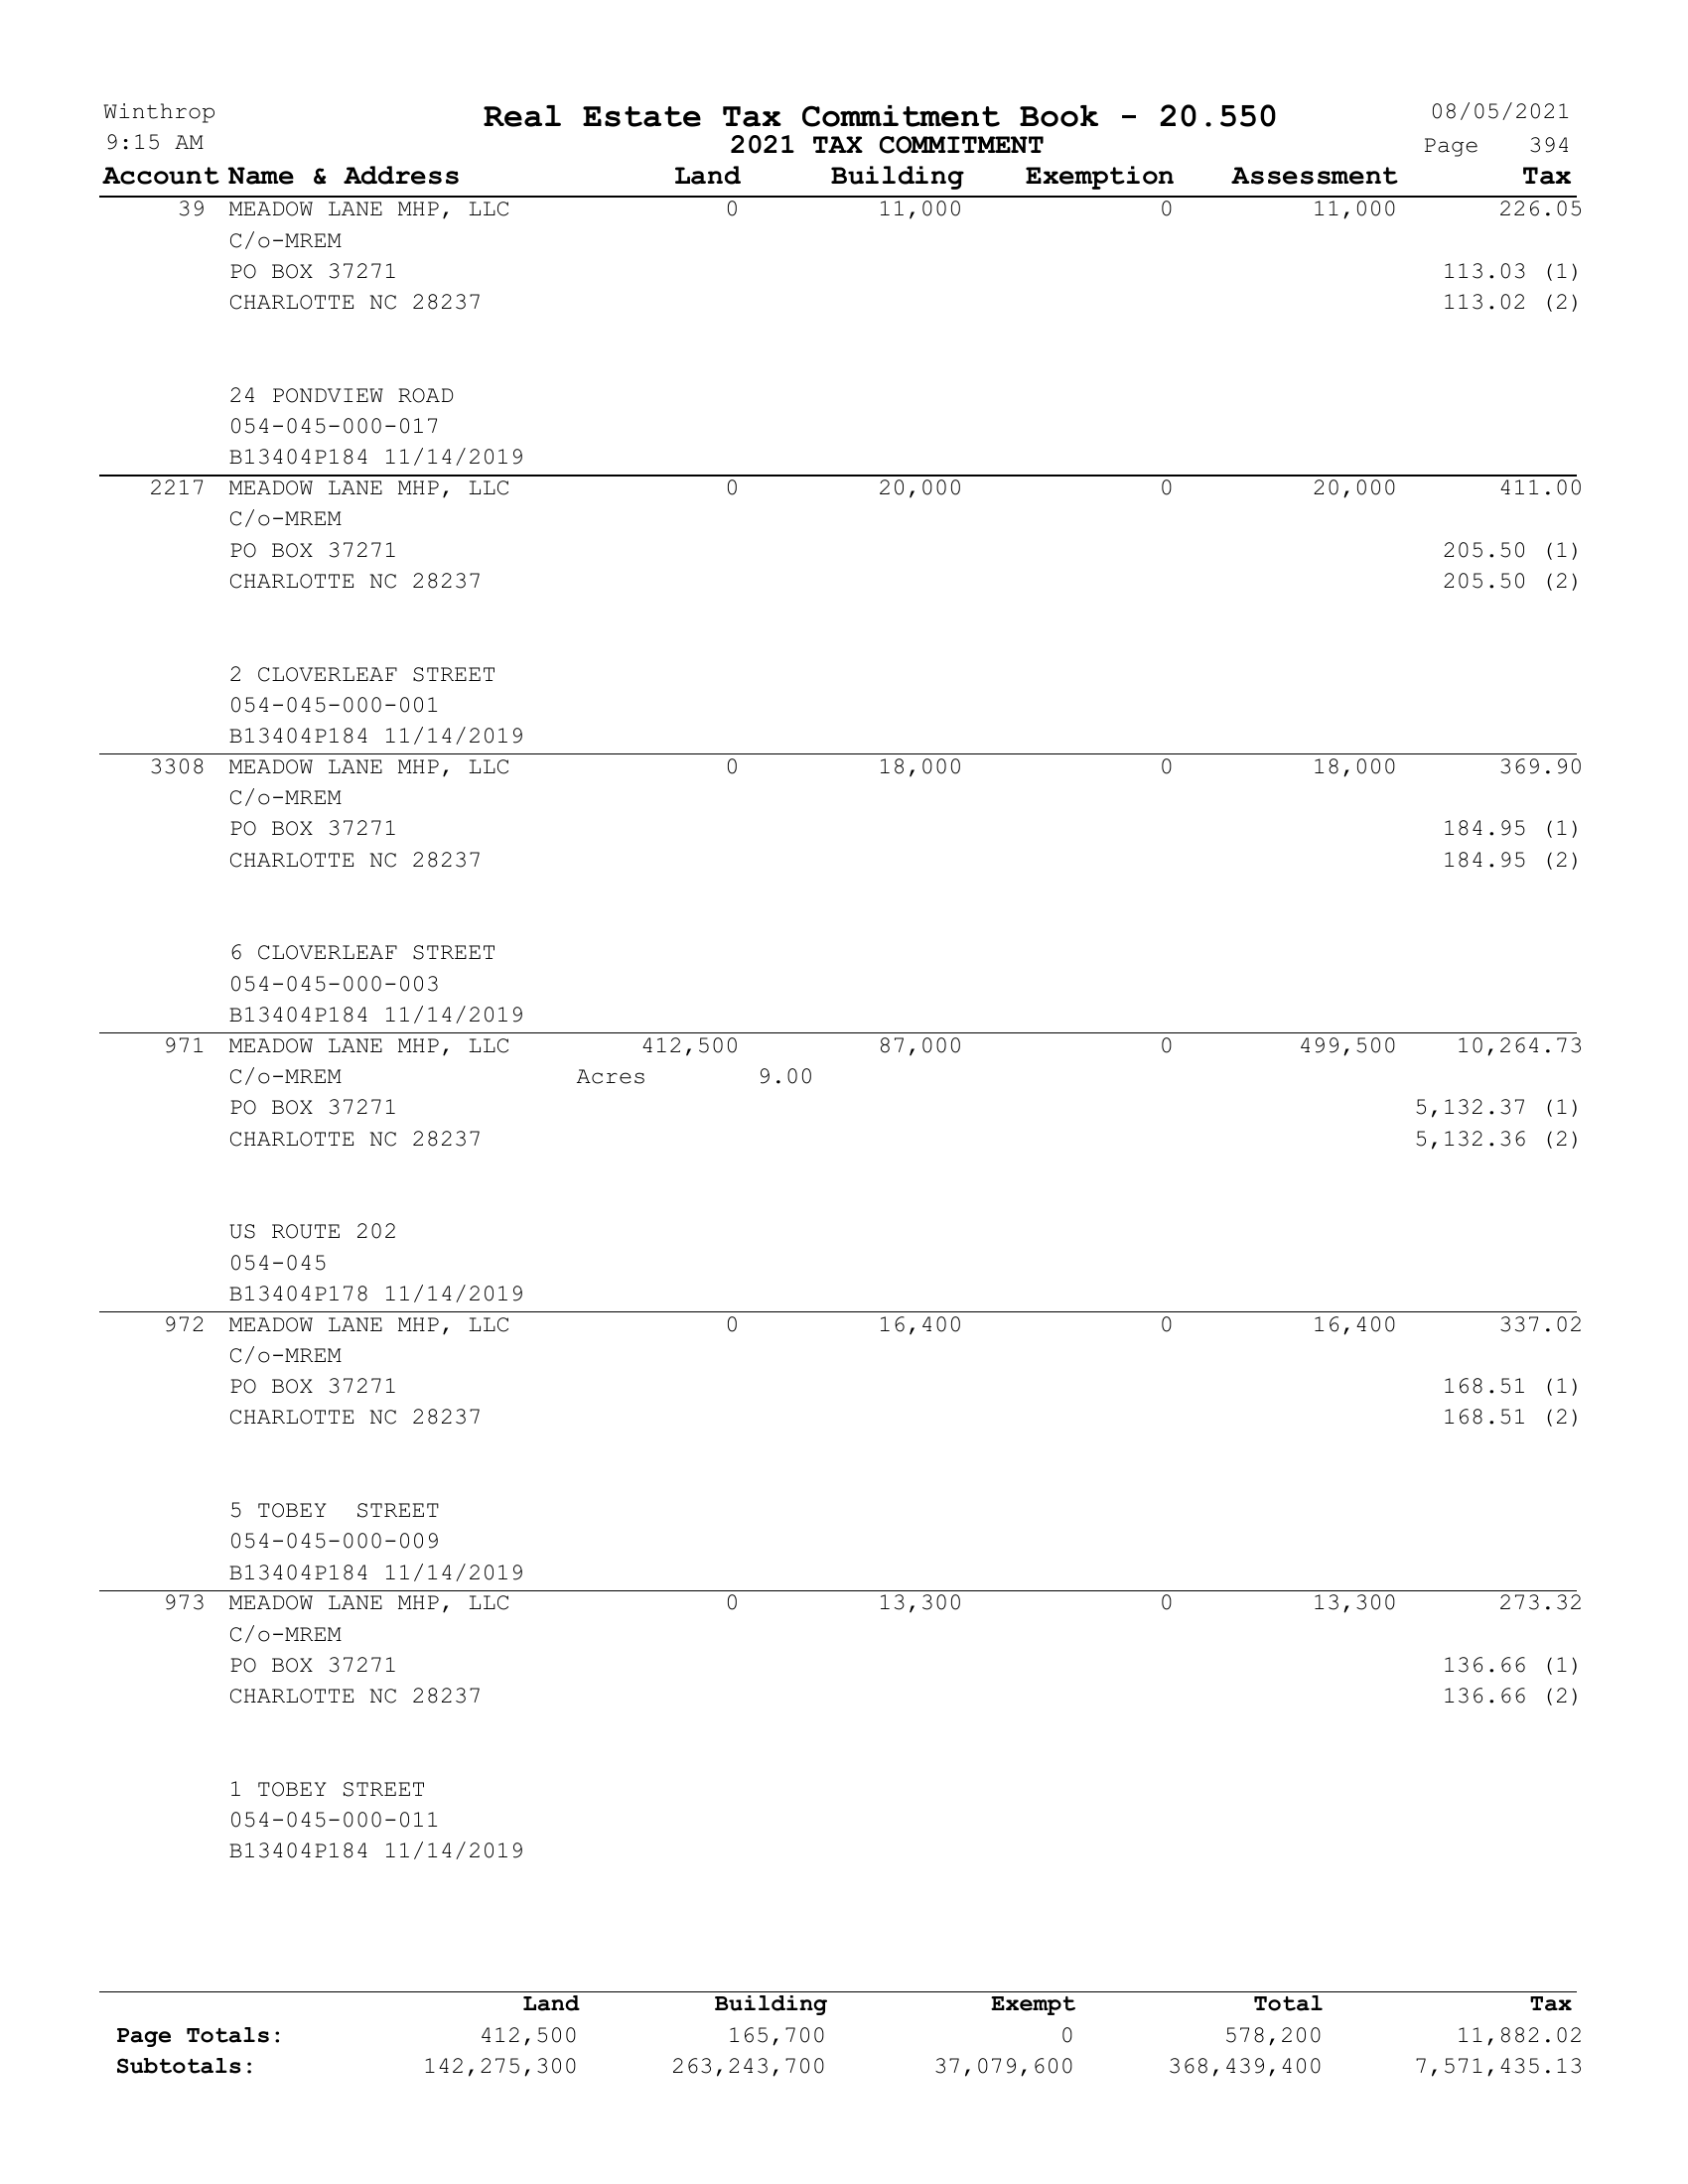 Winthrop Real Estate Tax Commitment Book - 20.550 08/05/2021
9:15 AM 2021 TAX COMMITMENT Page 394
Account Name & Address Land Building Exemption Assessment Tax
39 MEADOW LANE MHP, LLC 0 11,000 0 11,000 226.05
C/o-MREM
PO BOX 37271 113.03 (1)
CHARLOTTE NC 28237 113.02 (2)
24 PONDVIEW ROAD
054-045-000-017
B13404P184 11/14/2019
2217 MEADOW LANE MHP, LLC 0 20,000 0 20,000 411.00
C/o-MREM
PO BOX 37271 205.50 (1)
CHARLOTTE NC 28237 205.50 (2)
2 CLOVERLEAF STREET
054-045-000-001
B13404P184 11/14/2019
3308 MEADOW LANE MHP, LLC 0 18,000 0 18,000 369.90
C/o-MREM
PO BOX 37271 184.95 (1)
CHARLOTTE NC 28237 184.95 (2)
6 CLOVERLEAF STREET
054-045-000-003
B13404P184 11/14/2019
971 MEADOW LANE MHP, LLC 412,500 87,000 0 499,500 10,264.73
C/o-MREM Acres 9.00
PO BOX 37271 5,132.37 (1)
CHARLOTTE NC 28237 5,132.36 (2)
US ROUTE 202
054-045
B13404P178 11/14/2019
972 MEADOW LANE MHP, LLC 0 16,400 0 16,400 337.02
C/o-MREM
PO BOX 37271 168.51 (1)
CHARLOTTE NC 28237 168.51 (2)
5 TOBEY  STREET
054-045-000-009
B13404P184 11/14/2019
973 MEADOW LANE MHP, LLC 0 13,300 0 13,300 273.32
C/o-MREM
PO BOX 37271 136.66 (1)
CHARLOTTE NC 28237 136.66 (2)
1 TOBEY STREET
054-045-000-011
B13404P184 11/14/2019
Land Building Exempt Total Tax
Page Totals: 412,500 165,700 0 578,200 11,882.02
Subtotals: 142,275,300 263,243,700 37,079,600 368,439,400 7,571,435.13